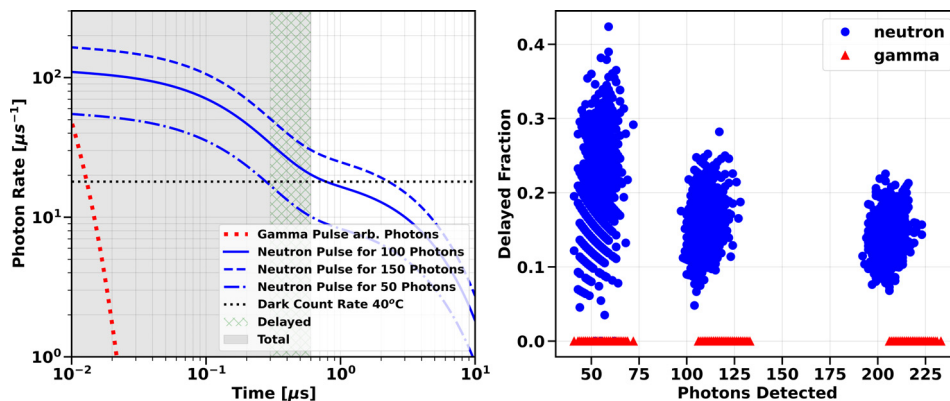 Photon Rate [μs⁻¹]
10²
10¹
10⁰
Gamma Pulse arb. Photons
Neutron Pulse for 100 Photons
Neutron Pulse for 150 Photons
Neutron Pulse for 50 Photons
Dark Count Rate 40°C
Delayed
Total
10⁻² 10⁻¹ 10⁰ 10¹
Time [μs]
Delayed Fraction
0.4
0.3
0.2
0.1
0.0
neutron
gamma
50 75 100 125 150 175 200 225
Photons Detected